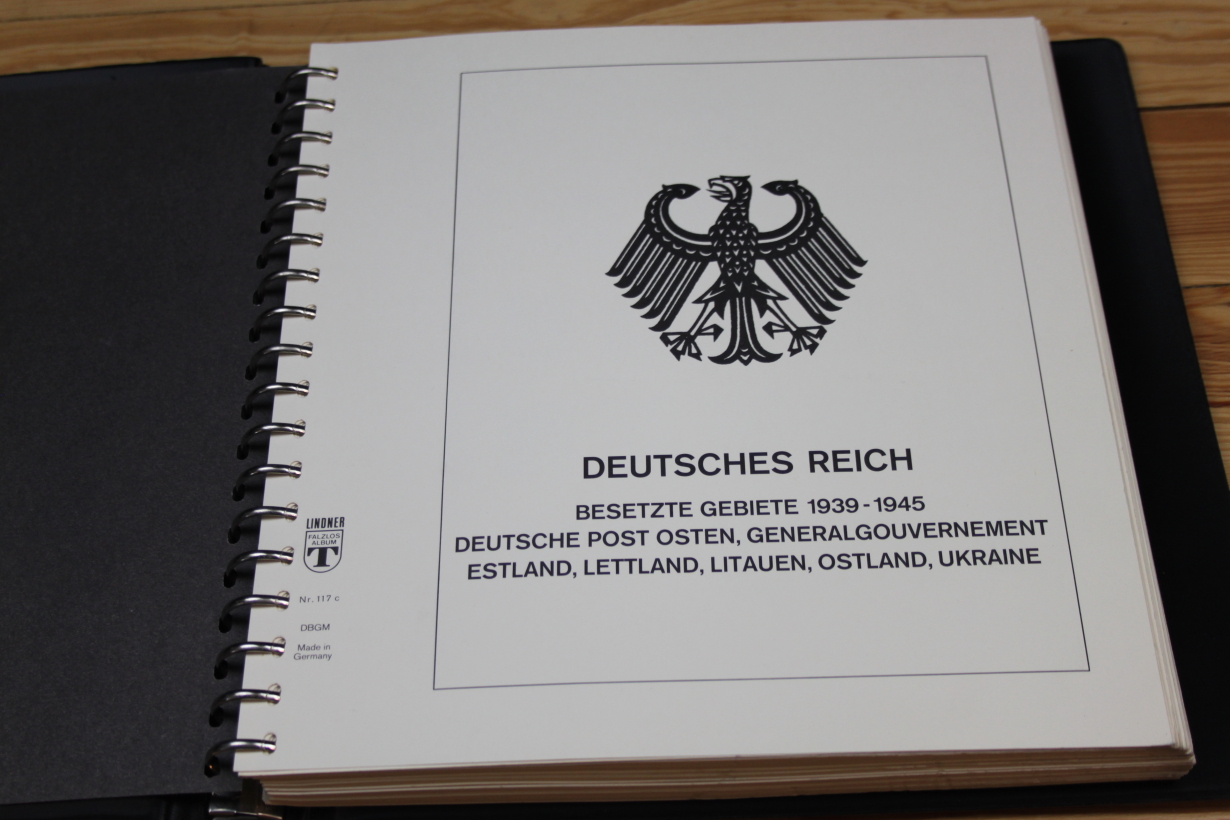 DEUTSCHES REICH
BESETZTE GEBIETE 1939-1945
DEUTSCHE POST OSTEN, GENERALGOUVERNEMENT
ESTLAND, LETTLAND, LITAUEN, OSTLAND, UKRAINE
LINDNER
FALZLOS
ALBUM
T
Nr. 117 c
DBGM
Made in
Germany